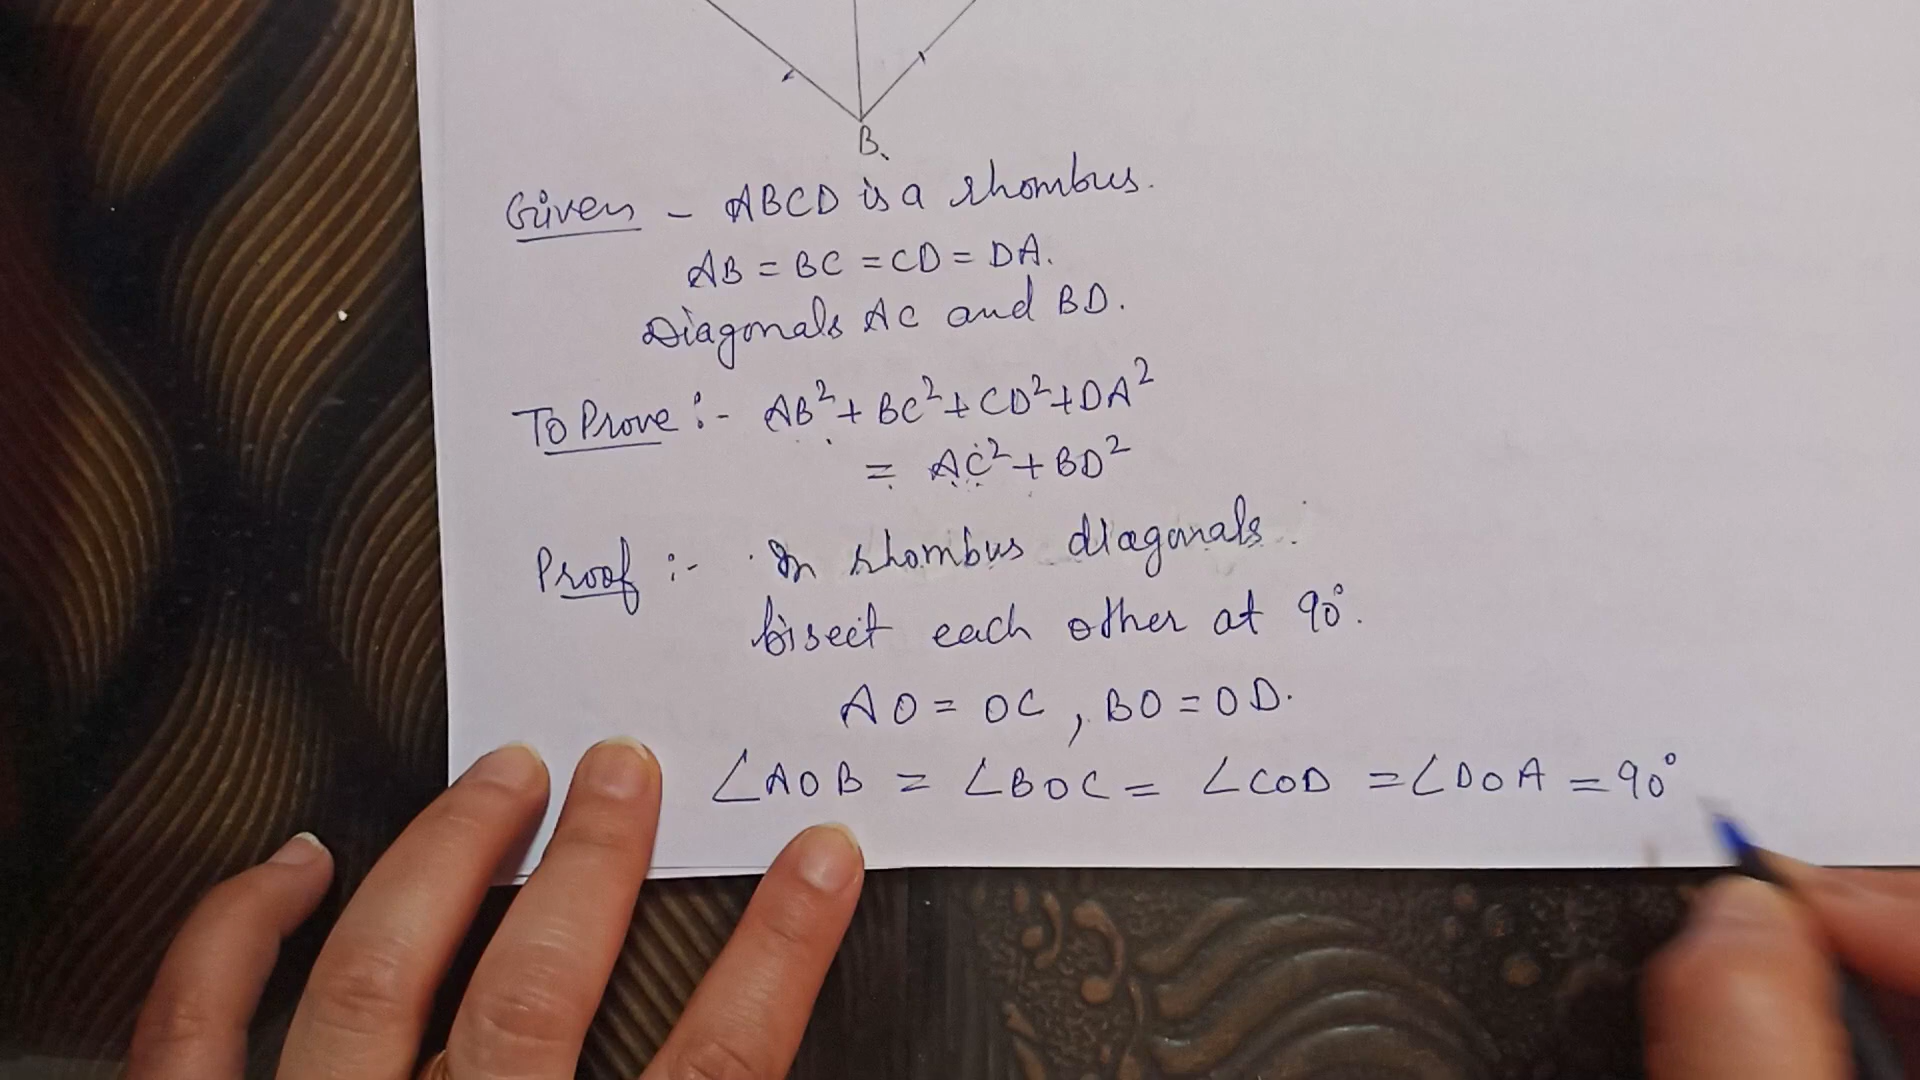 B
Given - ABCD is a rhombus.
AB = BC = CD = DA.
Diagonals AC and BD.
To Prove :- AB²+ BC²+ CD²+DA²
= AC²+ BD²
Proof :- In rhombus diagonals
bisect each other at 90°.
AO = OC , BO = OD.
∠AOB = ∠BOC = ∠COD = ∠DOA = 90°